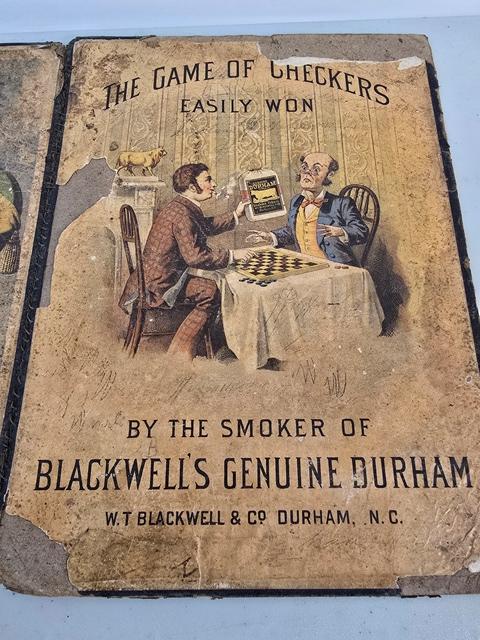 THE GAME OF CHECKERS
EASILY WON
DURHAM
BY THE SMOKER OF
BLACKWELL'S GENUINE DURHAM
W.T BLACKWELL & Cº DURHAM, N.C.